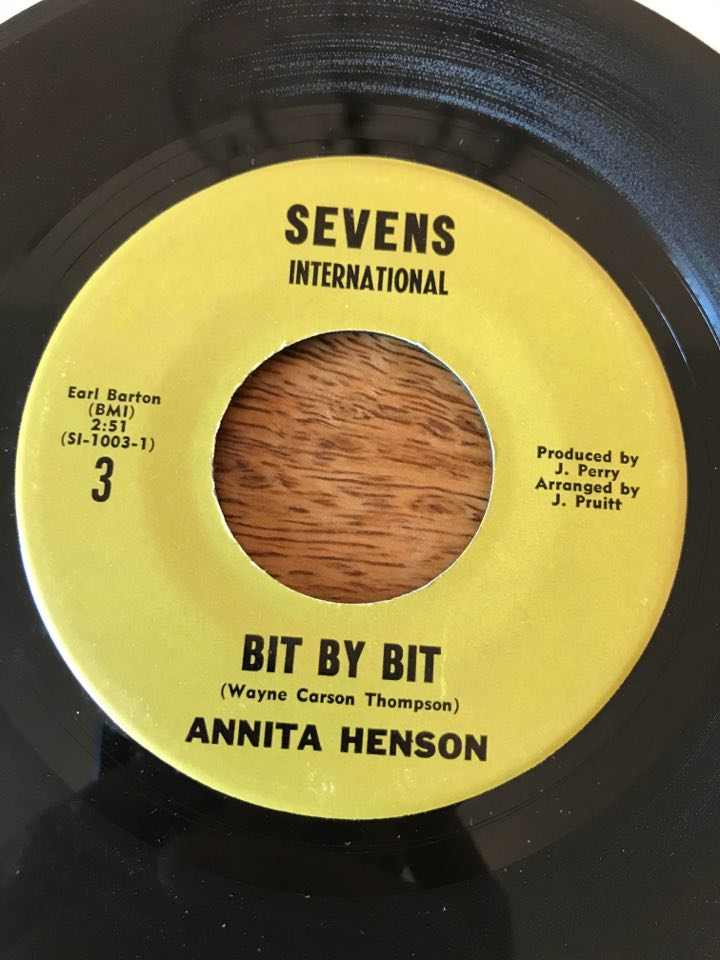 SEVENS
INTERNATIONAL
Earl Barton
(BMI)
2:51
(SI-1003-1)
3
Produced by
J. Perry
Arranged by
J. Pruitt
BIT BY BIT
(Wayne Carson Thompson)
ANNITA HENSON